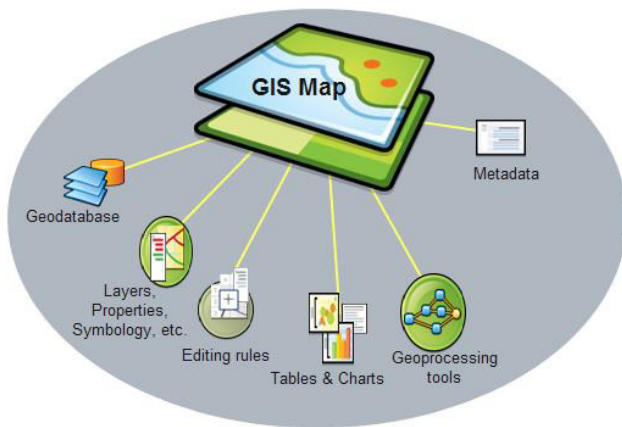 GIS Map
Metadata
Geodatabase
Layers,
Properties,
Symbology, etc.
Editing rules
Tables & Charts
Geoprocessing
tools